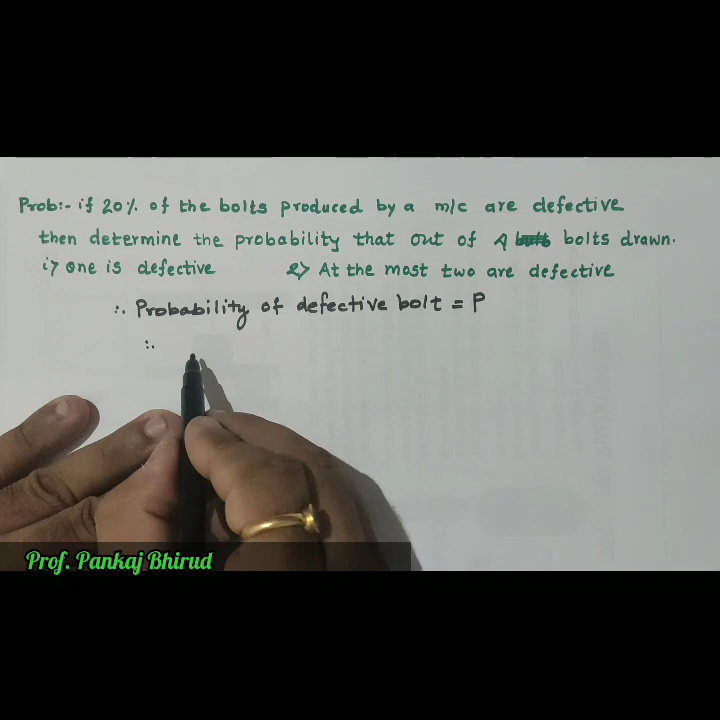 Prob:- if 20% of the bolts produced by a m/c are defective
then determine the probability that out of 4 bolts drawn.
i) one is defective 2) At the most two are defective
∴ Probability of defective bolt = P
∴
Prof. Pankaj Bhirud